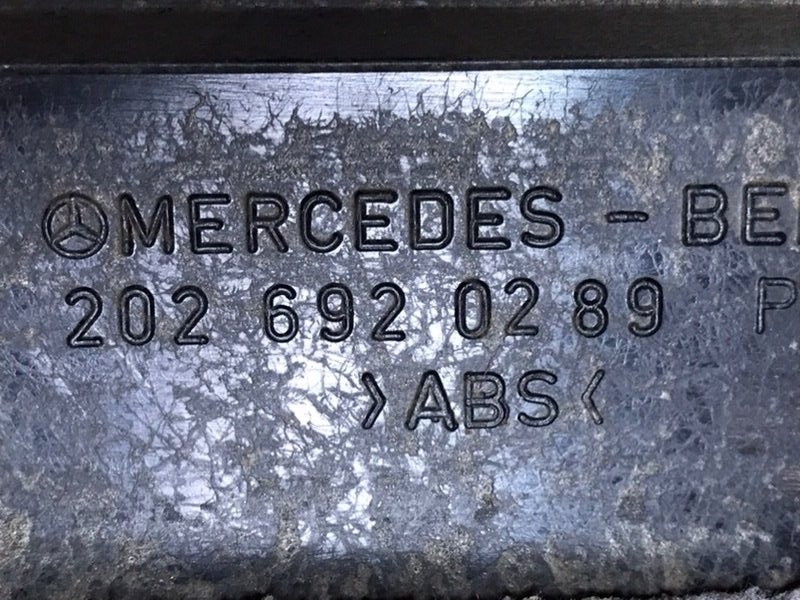 MERCEDES - BE
202 692 02 89 P
>ABS<